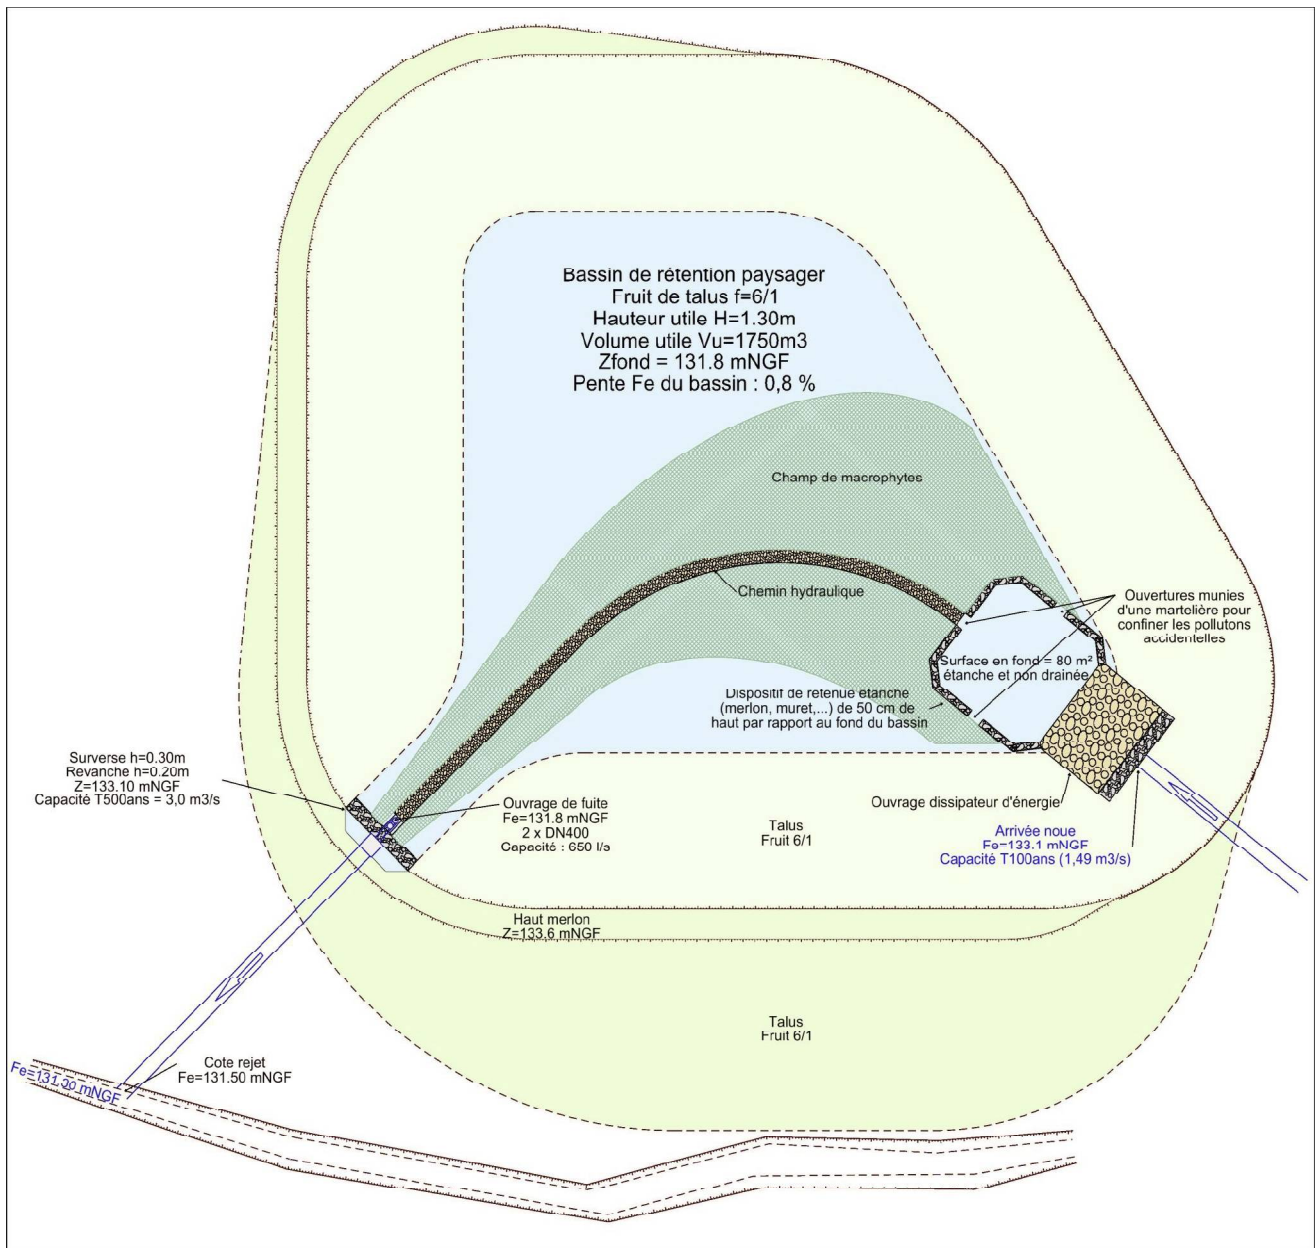 Bassin de rétention paysager
Fruit de talus f=6/1
Hauteur utile H=1.30m
Volume utile Vu=1750m3
Zfond = 131.8 mNGF
Pente Fe du bassin : 0,8 %
Champ de macrophytes
Chemin hydraulique
Ouvertures munies
d'une martelière pour
confiner les pollutons
accidentelles
Surface en fond = 80 m²
étanche et non drainée
Dispositif de retenue étanche
(merlon, muret,...) de 50 cm de
haut par rapport au fond du bassin
Surverse h=0.30m
Revanche h=0.20m
Z=133.10 mNGF
Capacité T500ans = 3,0 m3/s
Ouvrage de fuite
Fe=131.8 mNGF
2 x DN400
Capacité : 650 l/s
Ouvrage dissipateur d'énergie
Talus
Fruit 6/1
Arrivée noue
Fe=133.1 mNGF
Capacité T100ans (1,49 m3/s)
Haut merlon
Z=133.6 mNGF
Talus
Fruit 6/1
Cote rejet
Fe=131.50 mNGF
mNGF